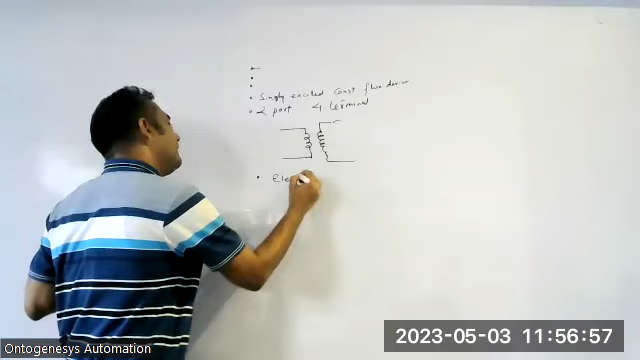 • Singly excited const flux device
• 2 port 4 terminal
• Ele
Ontogenesys Automation
2023-05-03 11:56:57